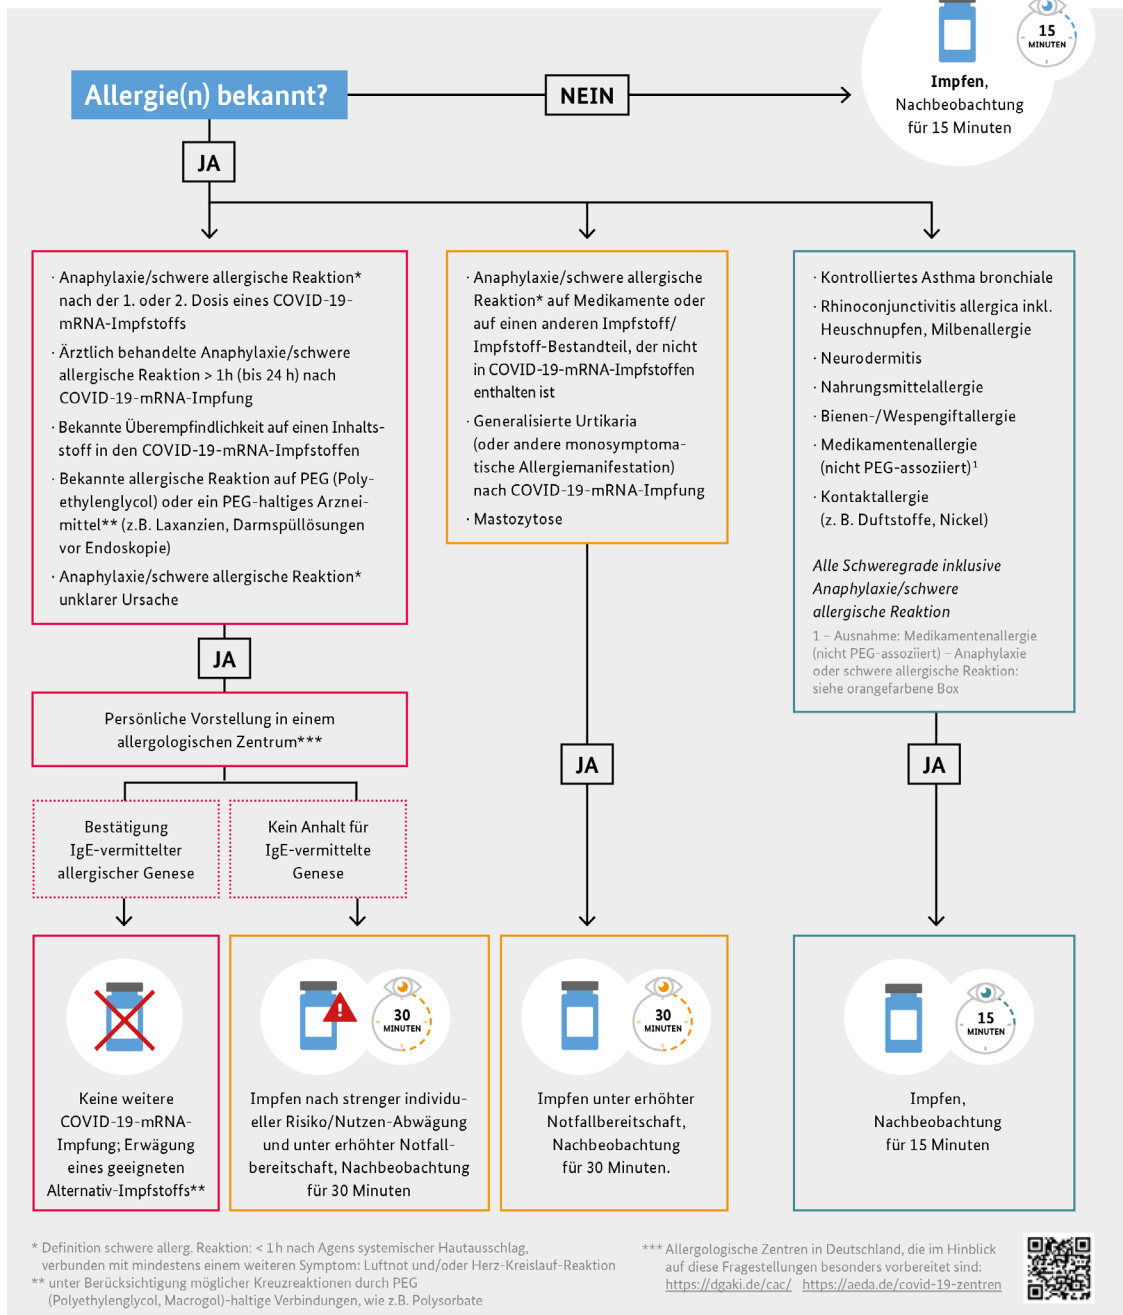 15
MINUTEN
Impfen,
Nachbeobachtung
für 15 Minuten
Allergie(n) bekannt?
NEIN
JA
· Anaphylaxie/schwere allergische Reaktion*
nach der 1. oder 2. Dosis eines COVID-19-
mRNA-Impfstoffs
· Ärztlich behandelte Anaphylaxie/schwere
allergische Reaktion > 1h (bis 24 h) nach
COVID-19-mRNA-Impfung
· Bekannte Überempfindlichkeit auf einen Inhalts-
stoff in den COVID-19-mRNA-Impfstoffen
· Bekannte allergische Reaktion auf PEG (Poly-
ethylenglycol) oder ein PEG-haltiges Arznei-
mittel** (z.B. Laxanzien, Darmspüllösungen
vor Endoskopie)
· Anaphylaxie/schwere allergische Reaktion*
unklarer Ursache
· Anaphylaxie/schwere allergische
Reaktion* auf Medikamente oder
auf einen anderen Impfstoff/
Impfstoff-Bestandteil, der nicht
in COVID-19-mRNA-Impfstoffen
enthalten ist
· Generalisierte Urtikaria
(oder andere monosymptoma-
tische Allergiemanifestation)
nach COVID-19-mRNA-Impfung
· Mastozytose
· Kontrolliertes Asthma bronchiale
· Rhinoconjunctivitis allergica inkl.
Heuschnupfen, Milbenallergie
· Neurodermitis
· Nahrungsmittelallergie
· Bienen-/Wespengiftallergie
· Medikamentenallergie
(nicht PEG-assoziiert)¹
· Kontaktallergie
(z. B. Duftstoffe, Nickel)
Alle Schweregrade inklusive
Anaphylaxie/schwere
allergische Reaktion
1 – Ausnahme: Medikamentenallergie
(nicht PEG-assoziiert) – Anaphylaxie
oder schwere allergische Reaktion:
siehe orangefarbene Box
JA
Persönliche Vorstellung in einem
allergologischen Zentrum***
JA
JA
Bestätigung
IgE-vermittelter
allergischer Genese
Kein Anhalt für
IgE-vermittelte
Genese
Keine weitere
COVID-19-mRNA-
Impfung; Erwägung
eines geeigneten
Alternativ-Impfstoffs**
!
30
MINUTEN
Impfen nach strenger individu-
eller Risiko/Nutzen-Abwägung
und unter erhöhter Notfall-
bereitschaft, Nachbeobachtung
für 30 Minuten
30
MINUTEN
Impfen unter erhöhter
Notfallbereitschaft,
Nachbeobachtung
für 30 Minuten.
15
MINUTEN
Impfen,
Nachbeobachtung
für 15 Minuten
* Definition schwere allerg. Reaktion: < 1h nach Agens systemischer Hautausschlag,
verbunden mit mindestens einem weiteren Symptom: Luftnot und/oder Herz-Kreislauf-Reaktion
** unter Berücksichtigung möglicher Kreuzreaktionen durch PEG
(Polyethylenglycol, Macrogol)-haltige Verbindungen, wie z.B. Polysorbate
*** Allergologische Zentren in Deutschland, die im Hinblick
auf diese Fragestellungen besonders vorbereitet sind:
https://dgaki.de/cac/ https://aeda.de/covid-19-zentren